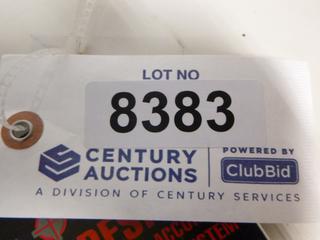 LOT NO
8383
CENTURY AUCTIONS
POWERED BY
ClubBid
A DIVISION OF CENTURY SERVICES